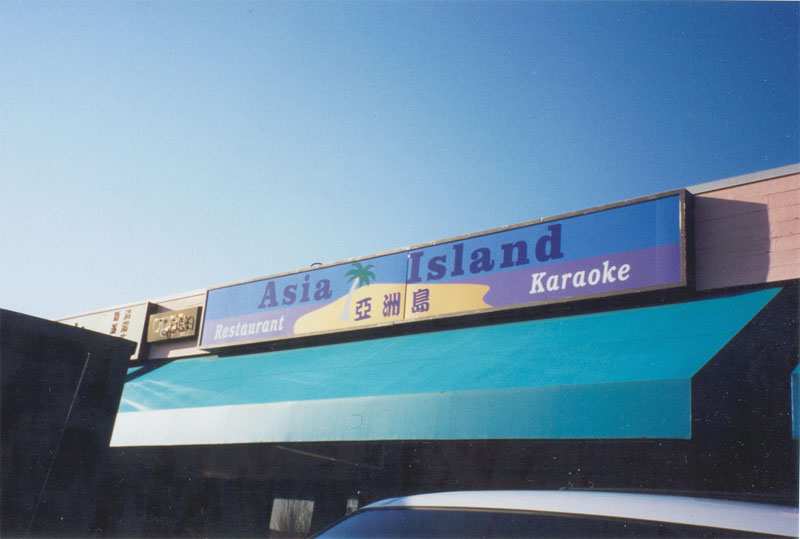 Asia Island
Restaurant
亞洲島
Karaoke